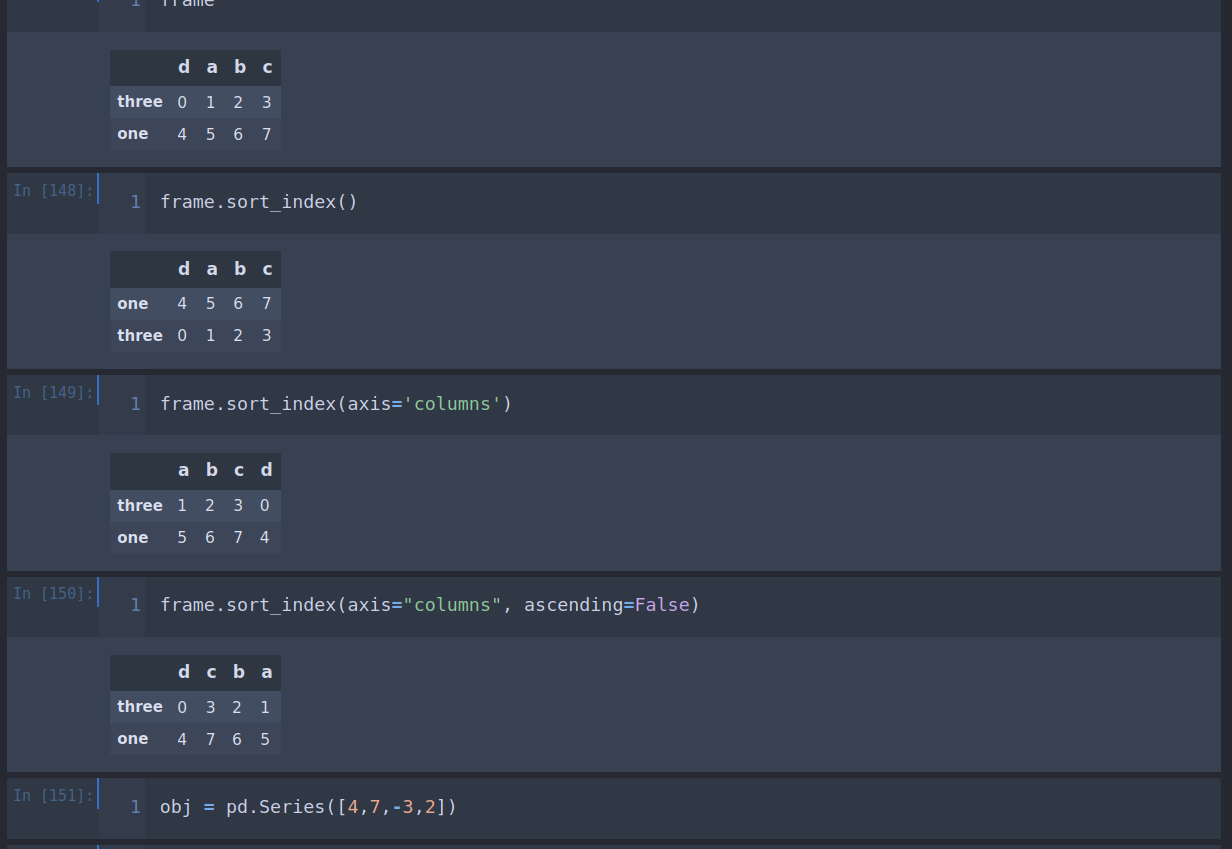 1 frame
d a b c
three 0 1 2 3
one 4 5 6 7
In [148]: 1 frame.sort_index()
d a b c
one 4 5 6 7
three 0 1 2 3
In [149]: 1 frame.sort_index(axis='columns')
a b c d
three 1 2 3 0
one 5 6 7 4
In [150]: 1 frame.sort_index(axis="columns", ascending=False)
d c b a
three 0 3 2 1
one 4 7 6 5
In [151]: 1 obj = pd.Series([4,7,-3,2])